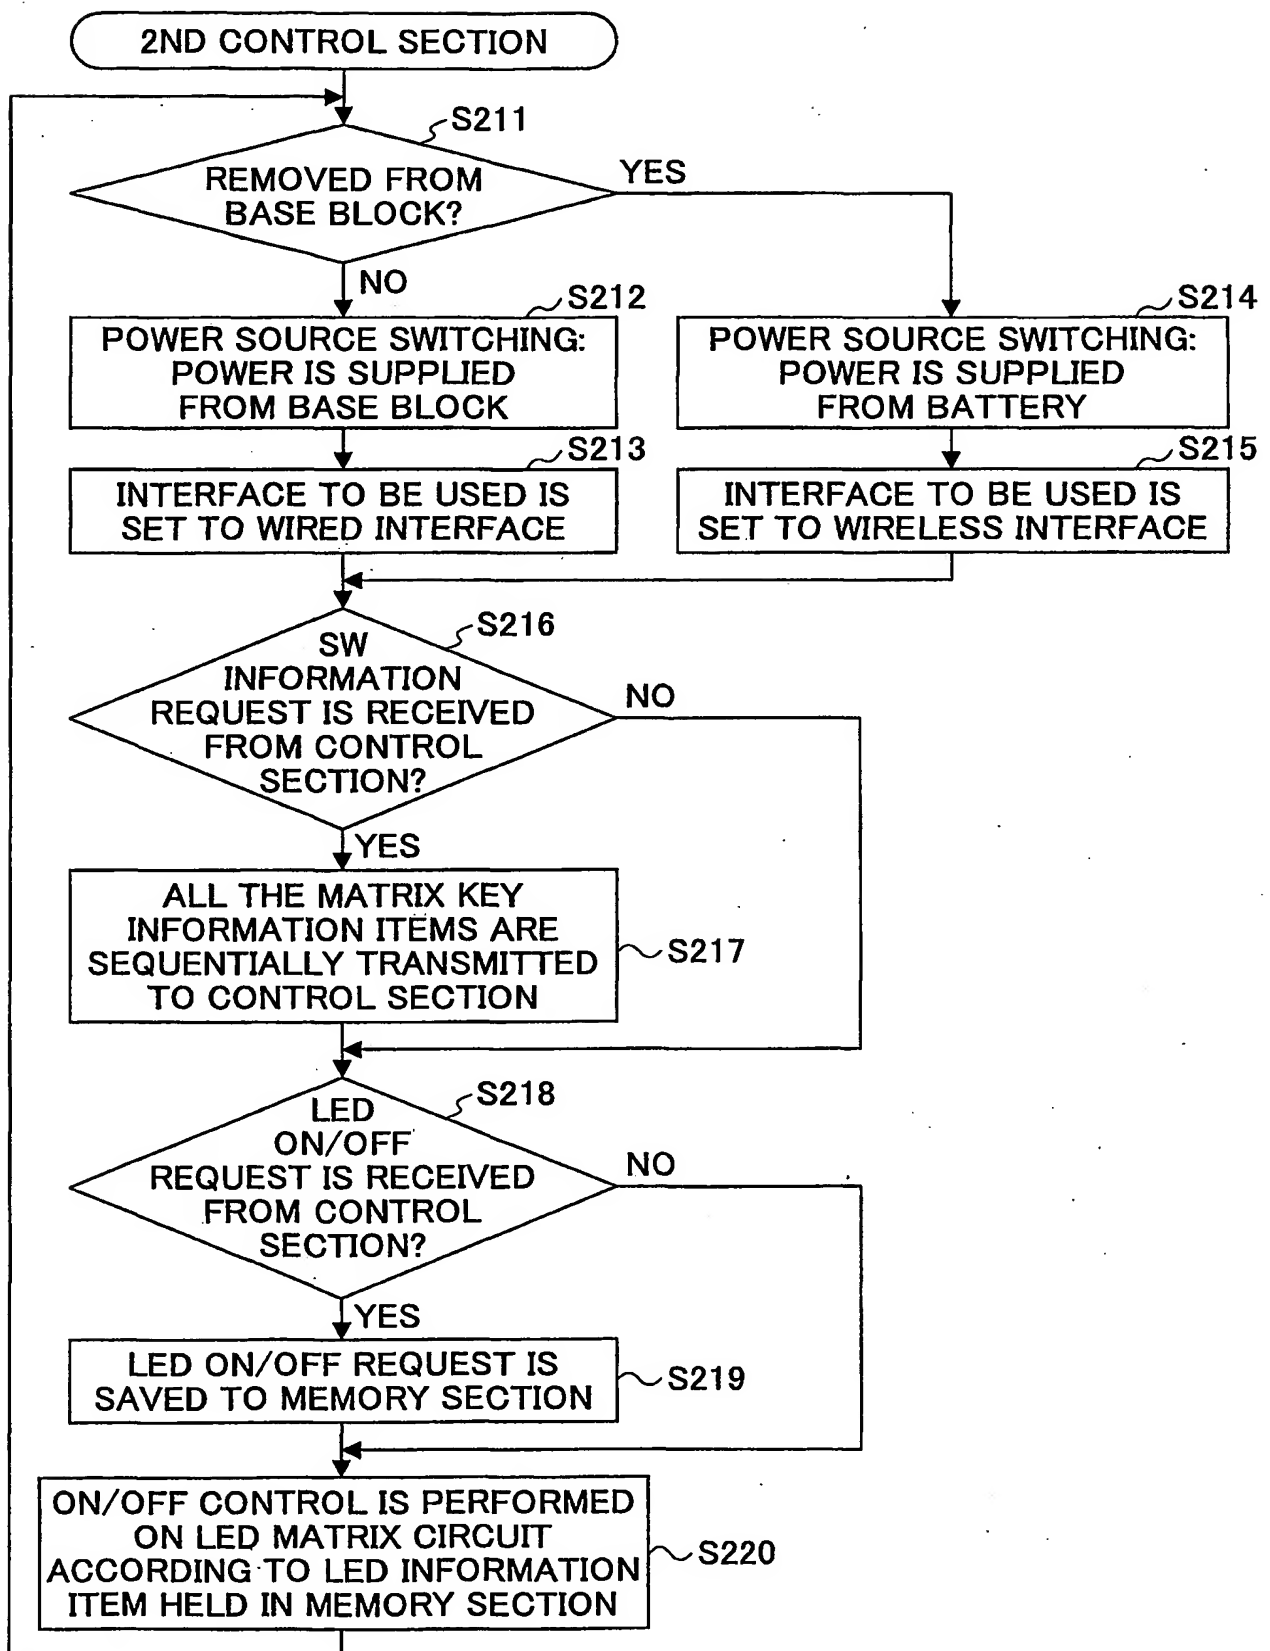 2ND CONTROL SECTION
S211
REMOVED FROM
BASE BLOCK?
YES
NO
S212
POWER SOURCE SWITCHING:
POWER IS SUPPLIED
FROM BASE BLOCK
S214
POWER SOURCE SWITCHING:
POWER IS SUPPLIED
FROM BATTERY
S213
INTERFACE TO BE USED IS
SET TO WIRED INTERFACE
S215
INTERFACE TO BE USED IS
SET TO WIRELESS INTERFACE
S216
SW
INFORMATION
REQUEST IS RECEIVED
FROM CONTROL
SECTION?
NO
YES
ALL THE MATRIX KEY
INFORMATION ITEMS ARE
SEQUENTIALLY TRANSMITTED
TO CONTROL SECTION
S217
S218
LED
ON/OFF
REQUEST IS RECEIVED
FROM CONTROL
SECTION?
NO
YES
LED ON/OFF REQUEST IS
SAVED TO MEMORY SECTION
S219
ON/OFF CONTROL IS PERFORMED
ON LED MATRIX CIRCUIT
ACCORDING TO LED INFORMATION
ITEM HELD IN MEMORY SECTION
S220